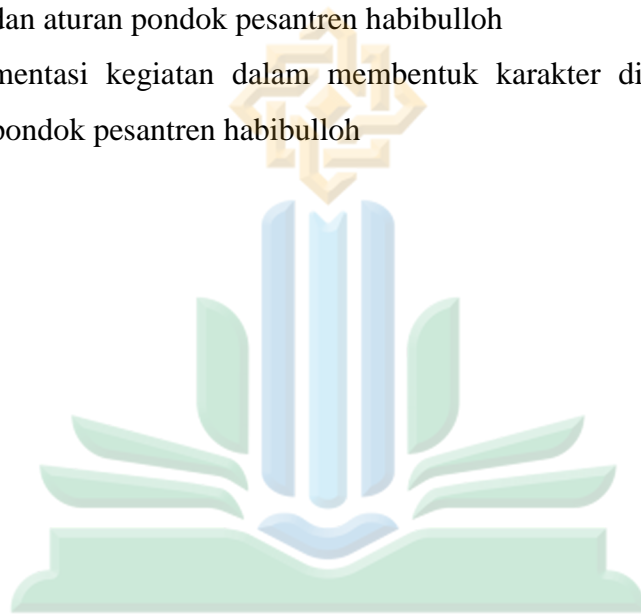 dan aturan pondok pesantren habibulloh
mentasi kegiatan dalam membentuk karakter di
pondok pesantren habibulloh